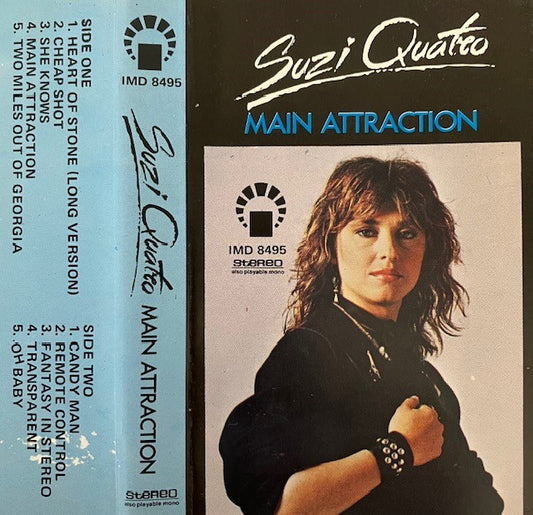 SIDE ONE
1. HEART OF STONE (LONG VERSION)
2. CHEAP SHOT
3. SHE KNOWS
4. MAIN ATTRACTION
5. TWO MILES OUT OF GEORGIA
SIDE TWO
1. CANDY MAN
2. REMOTE CONTROL
3. FANTASY IN STEREO
4. TRANSPARENT
5. OH BABY
IMD 8495
Suzi Quatro MAIN ATTRACTION
STEREO
also playable mono
Suzi Quatro
MAIN ATTRACTION
IMD 8495
STEREO
also playable mono